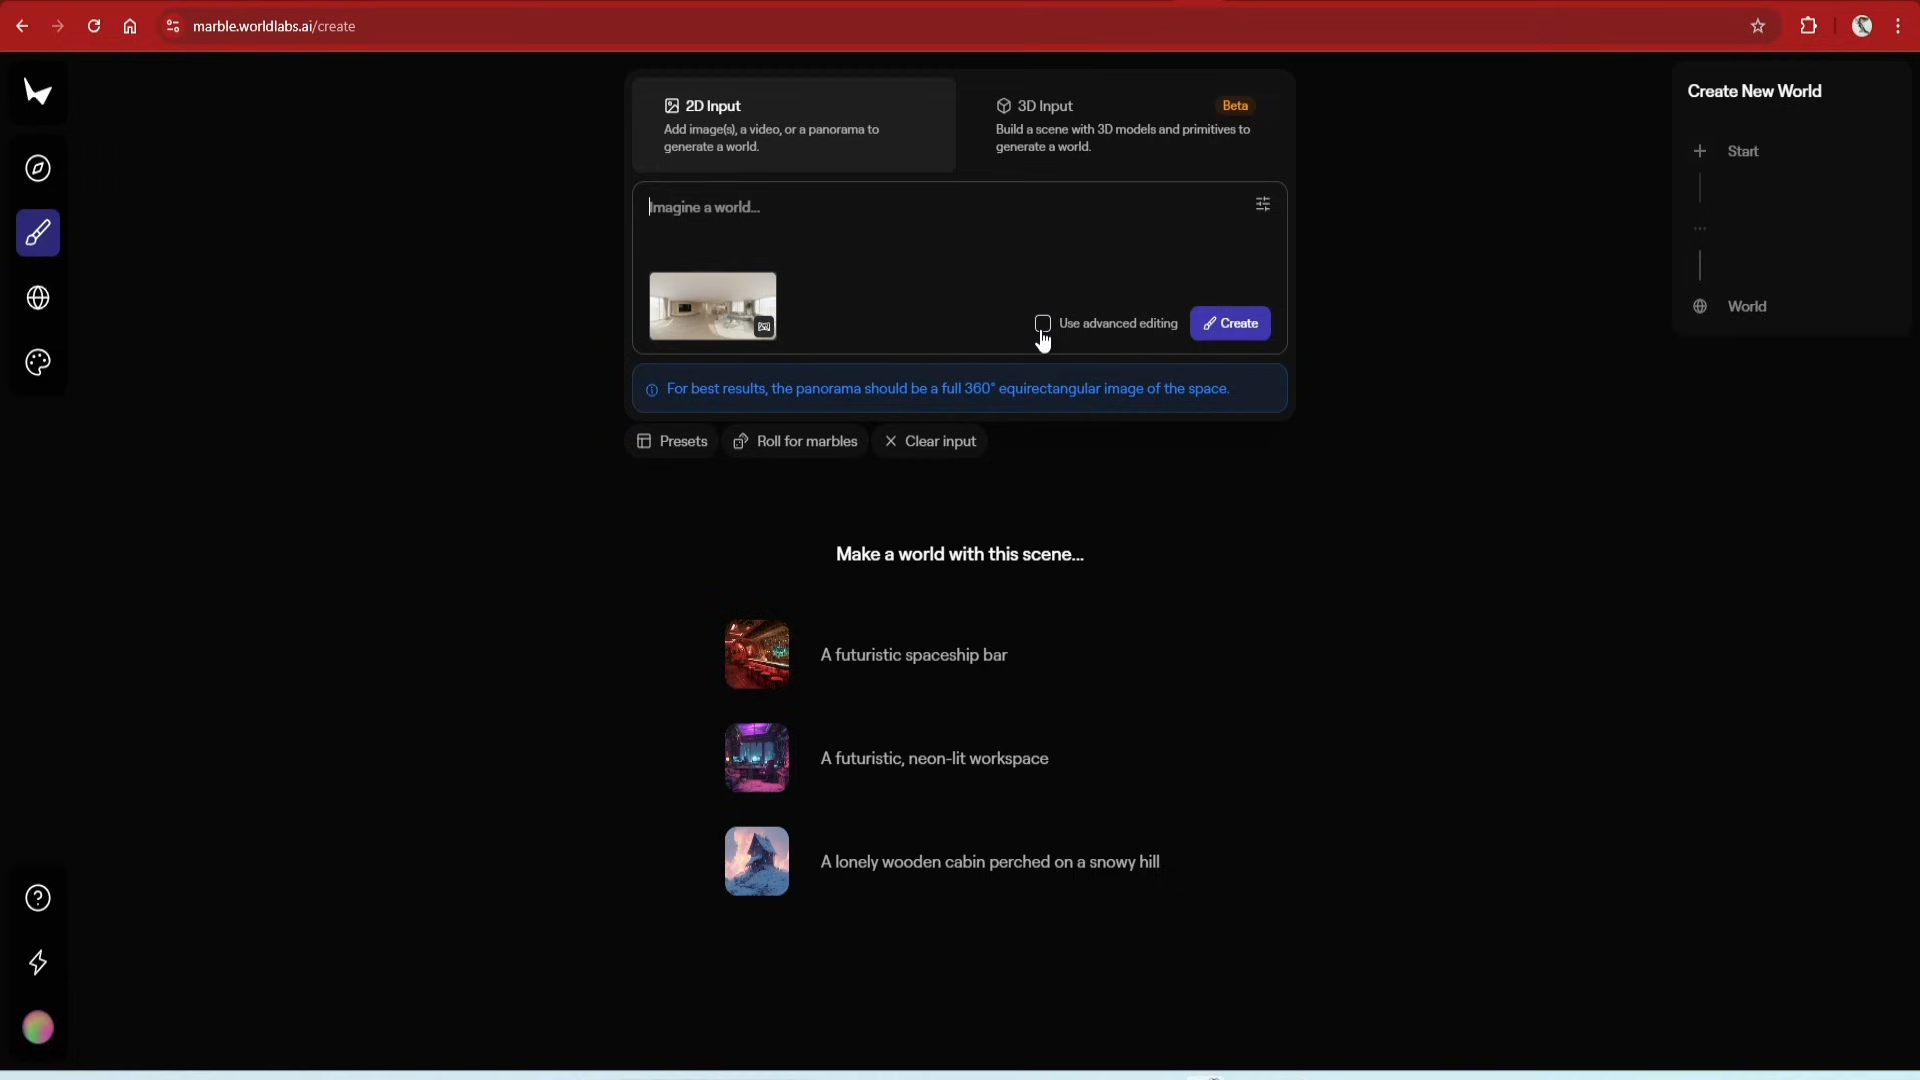 marble.worldlabs.ai/create
2D Input
Add image(s), a video, or a panorama to
generate a world.
3D Input
Beta
Build a scene with 3D models and primitives to
generate a world.
Imagine a world...
Use advanced editing
Create
For best results, the panorama should be a full 360° equirectangular image of the space.
Presets
Roll for marbles
Clear input
Make a world with this scene...
A futuristic spaceship bar
A futuristic, neon-lit workspace
A lonely wooden cabin perched on a snowy hill
Create New World
Start
...
World